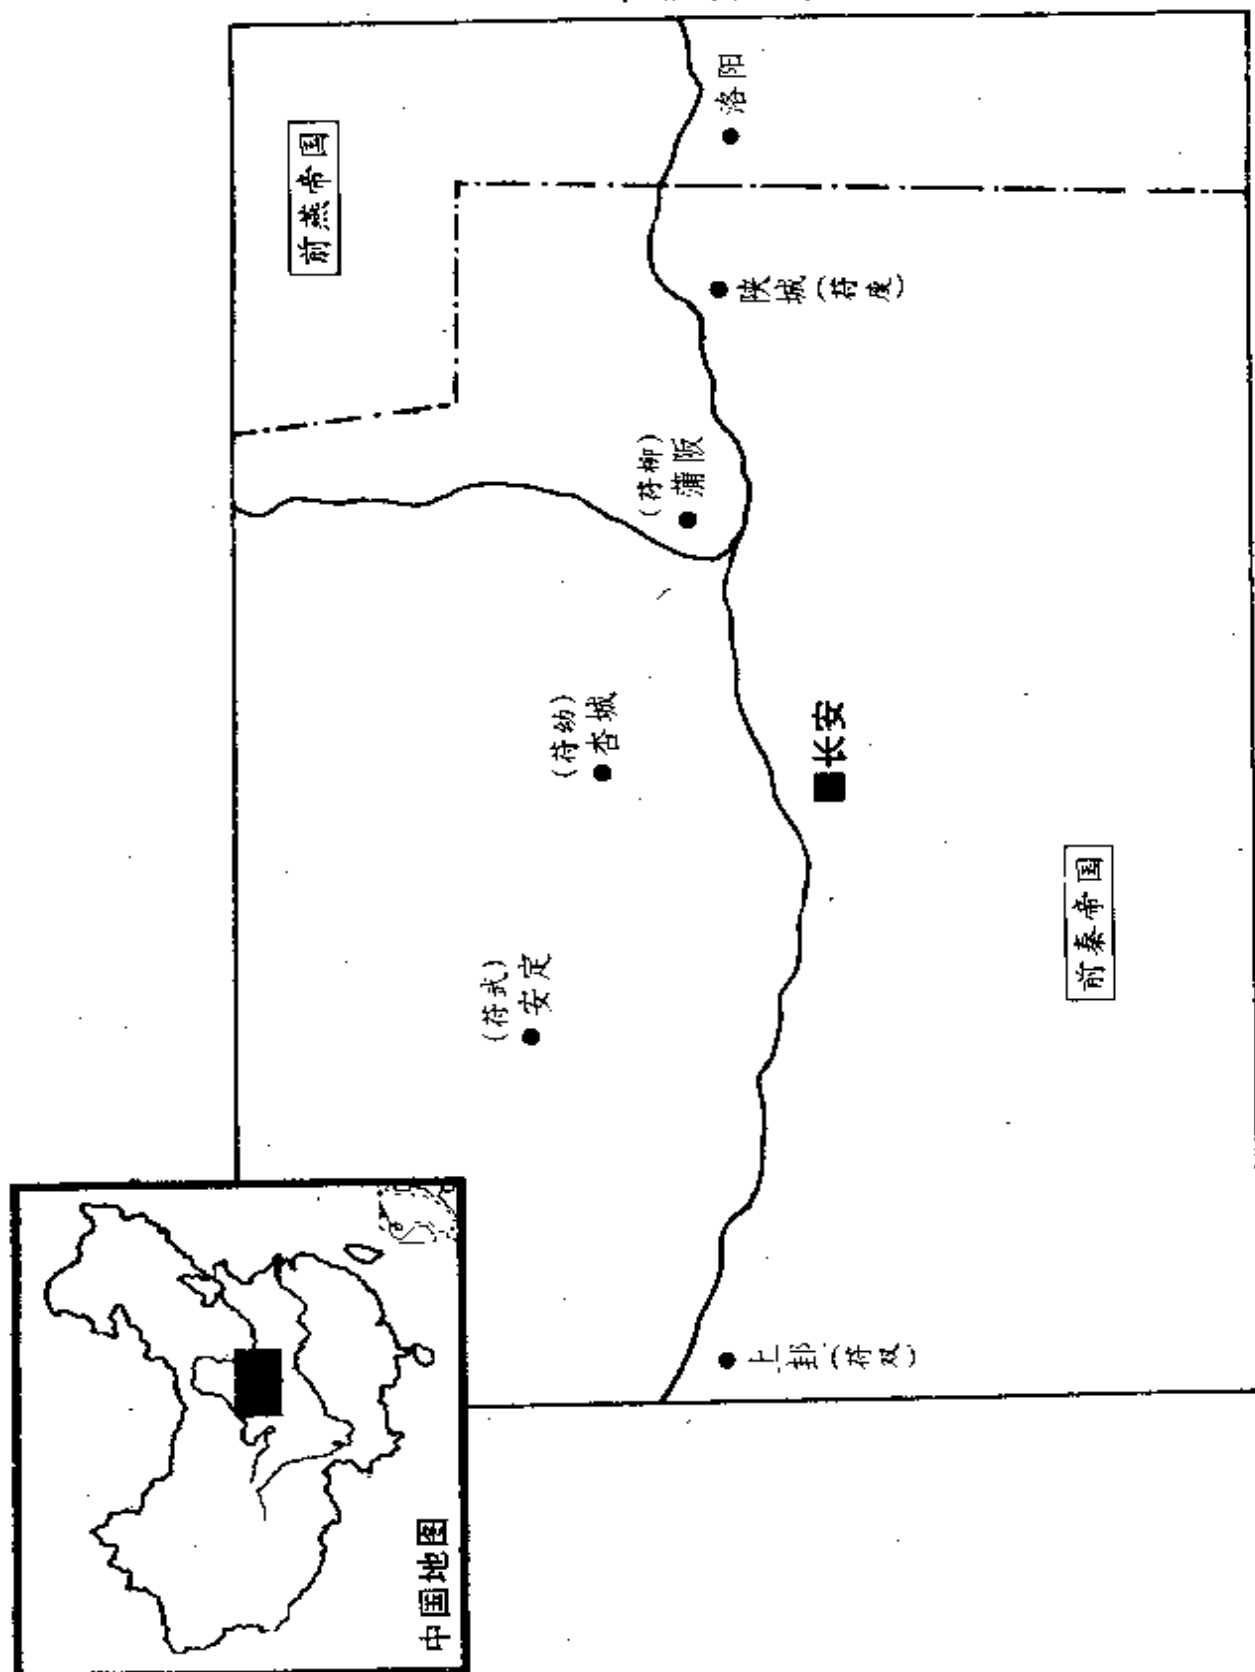 前燕帝国
洛阳
陕城(苻廋)
(苻柳)
蒲阪
(苻幼)
杏城
长安
(苻武)
安定
前秦帝国
上邽(苻双)
中国地图